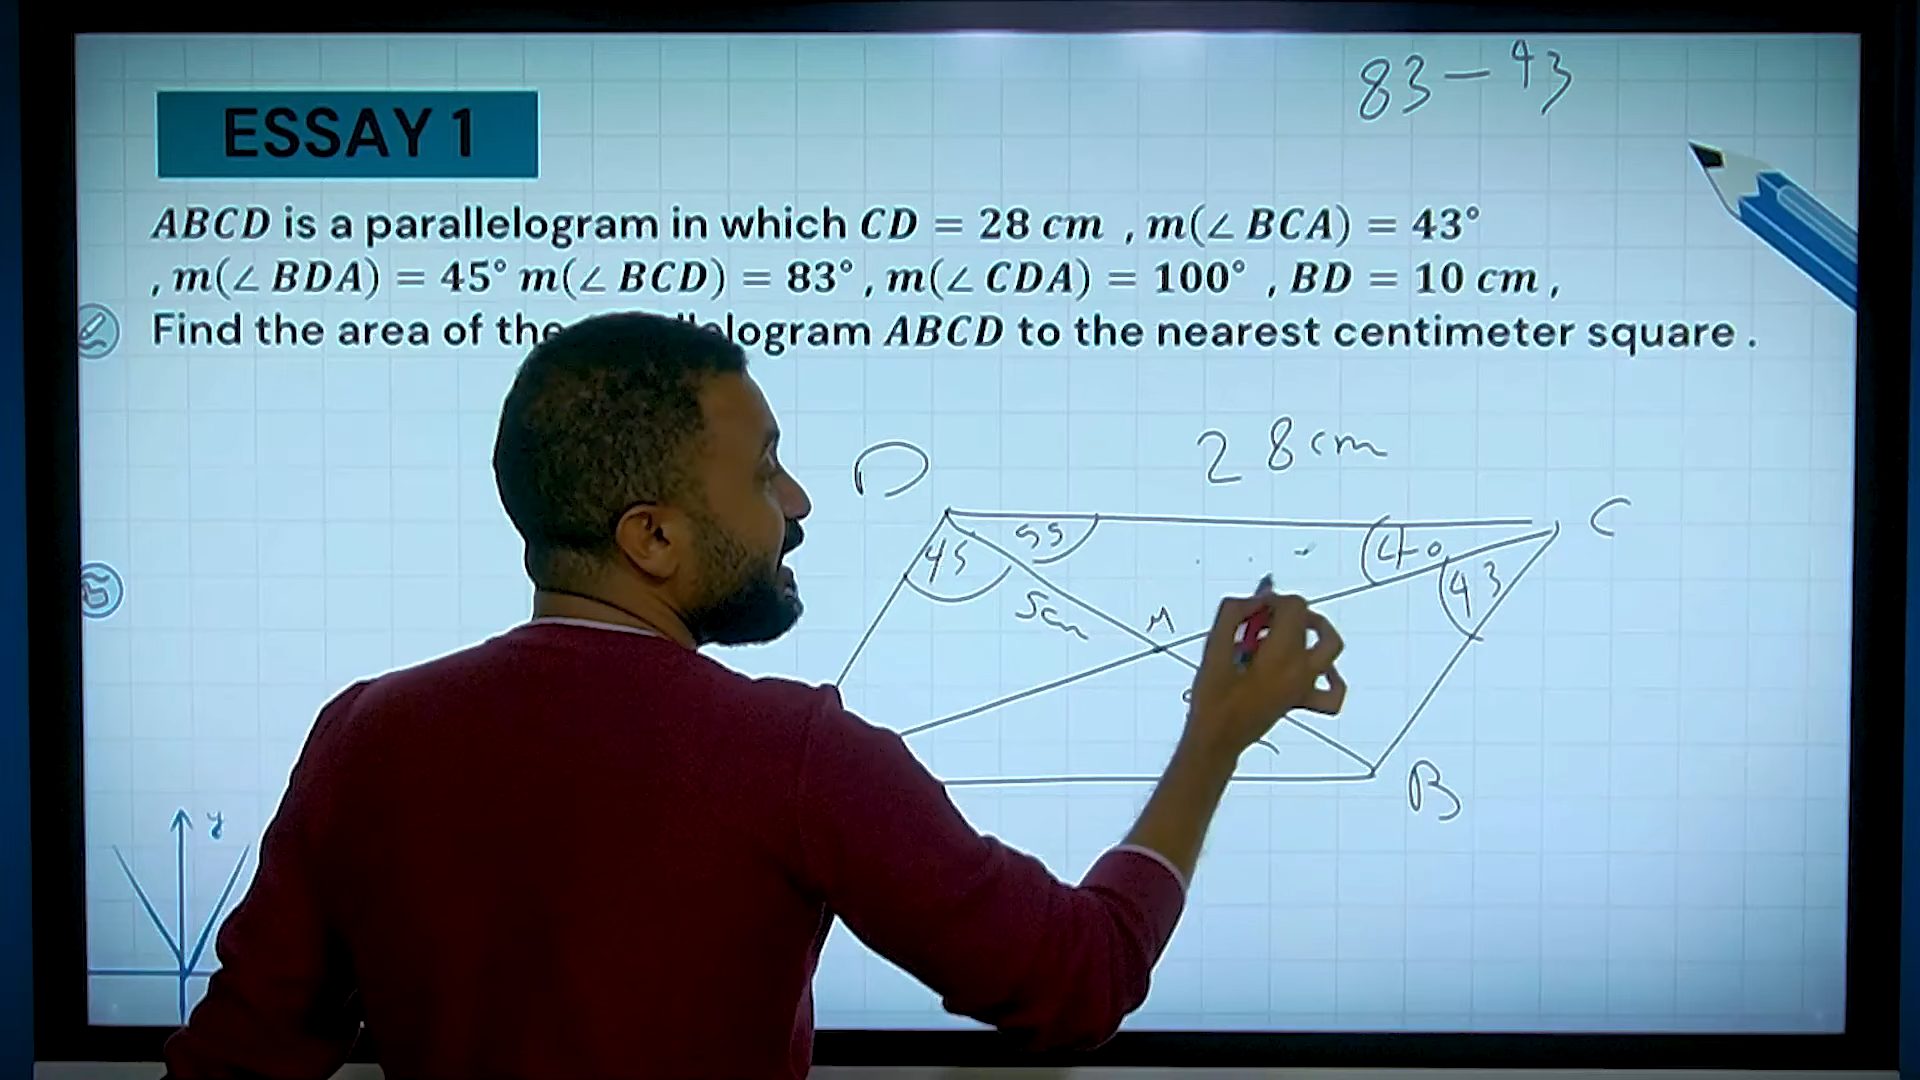 83 - 43
ESSAY 1
ABCD is a parallelogram in which CD = 28 cm , m(∠ BCA) = 43°
, m(∠ BDA) = 45° m(∠ BCD) = 83° , m(∠ CDA) = 100° , BD = 10 cm ,
Find the area of the logram ABCD to the nearest centimeter square .
28 cm
D
C
45
55
40
43
5cm
M
B
y